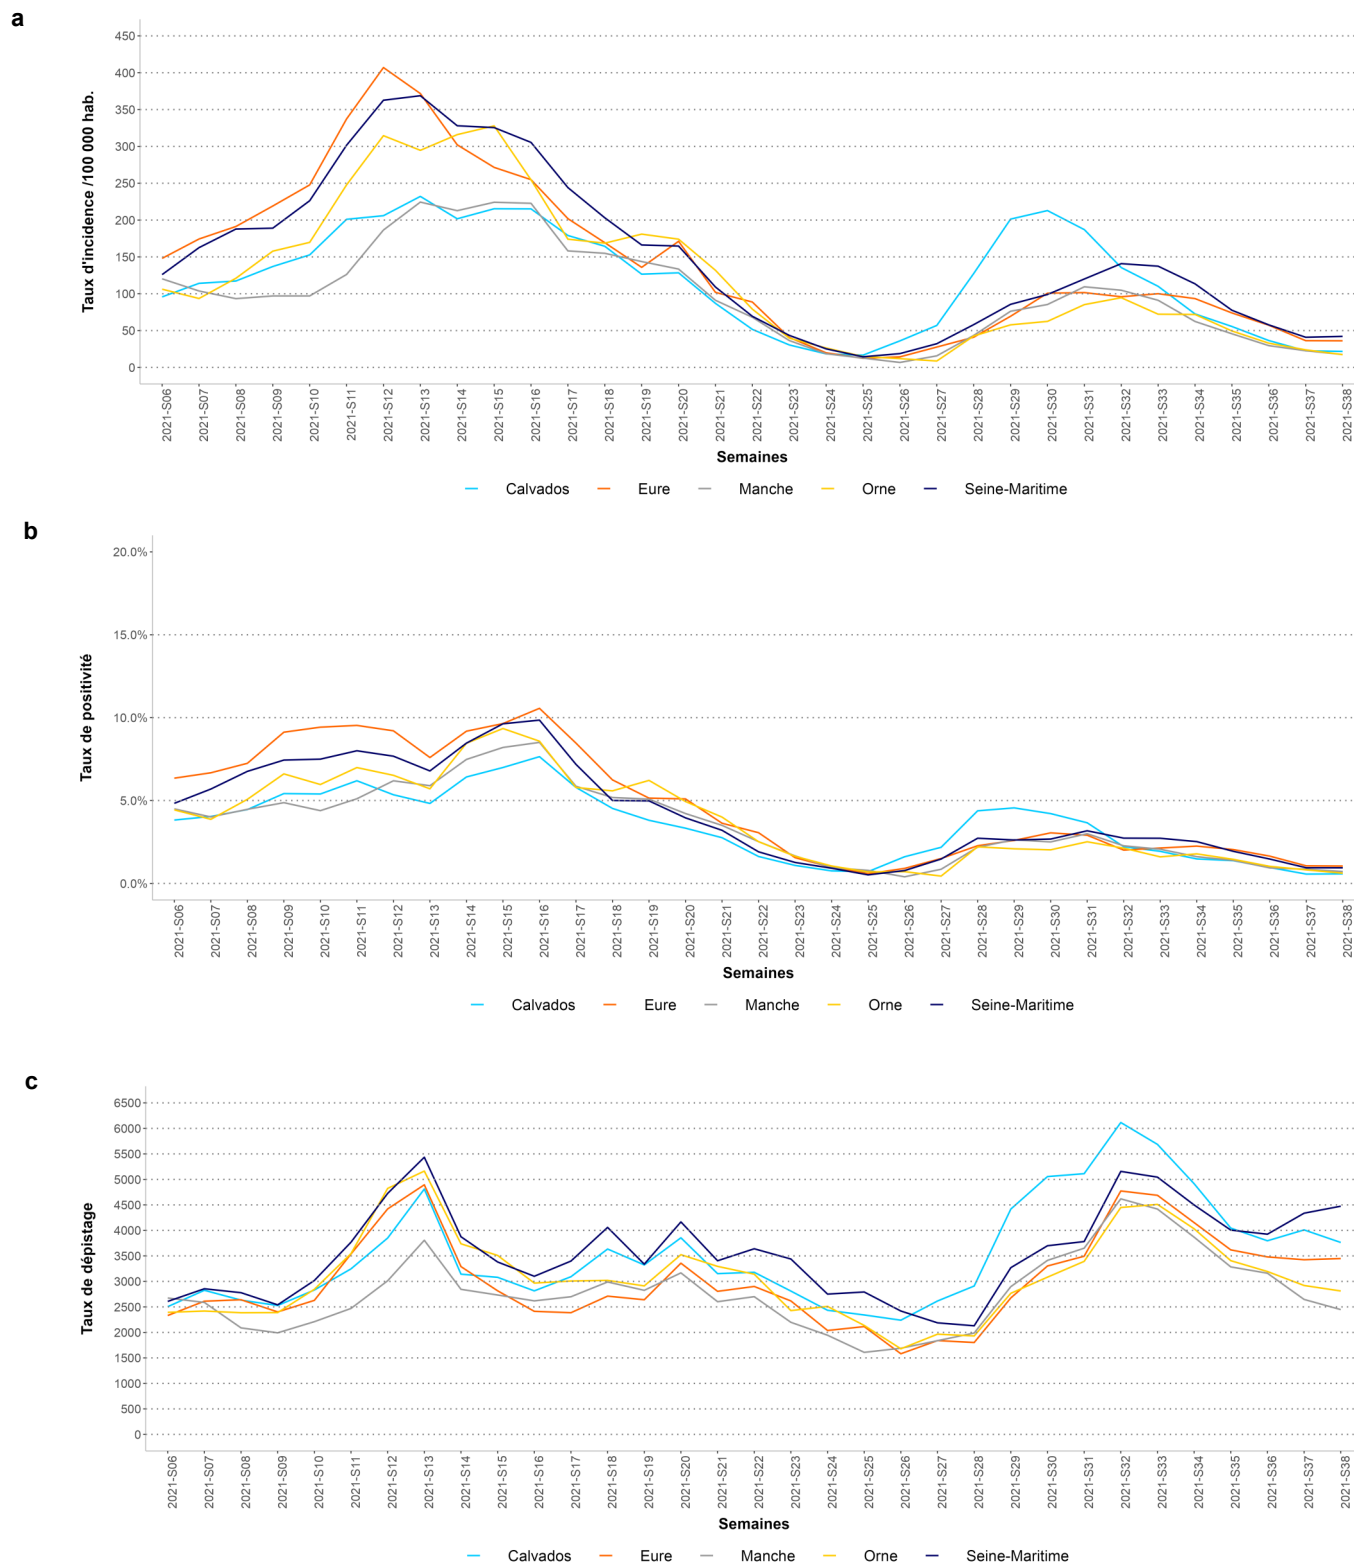 a
Taux d'incidence /100 000 hab.
450
400
350
300
250
200
150
100
50
0
2021-S06 2021-S07 2021-S08 2021-S09 2021-S10 2021-S11 2021-S12 2021-S13 2021-S14 2021-S15 2021-S16 2021-S17 2021-S18 2021-S19 2021-S20 2021-S21 2021-S22 2021-S23 2021-S24 2021-S25 2021-S26 2021-S27 2021-S28 2021-S29 2021-S30 2021-S31 2021-S32 2021-S33 2021-S34 2021-S35 2021-S36 2021-S37 2021-S38
Semaines
Calvados Eure Manche Orne Seine-Maritime
b
Taux de positivité
20.0%
15.0%
10.0%
5.0%
0.0%
2021-S06 2021-S07 2021-S08 2021-S09 2021-S10 2021-S11 2021-S12 2021-S13 2021-S14 2021-S15 2021-S16 2021-S17 2021-S18 2021-S19 2021-S20 2021-S21 2021-S22 2021-S23 2021-S24 2021-S25 2021-S26 2021-S27 2021-S28 2021-S29 2021-S30 2021-S31 2021-S32 2021-S33 2021-S34 2021-S35 2021-S36 2021-S37 2021-S38
Semaines
Calvados Eure Manche Orne Seine-Maritime
c
Taux de dépistage
6500
6000
5500
5000
4500
4000
3500
3000
2500
2000
1500
1000
500
0
2021-S06 2021-S07 2021-S08 2021-S09 2021-S10 2021-S11 2021-S12 2021-S13 2021-S14 2021-S15 2021-S16 2021-S17 2021-S18 2021-S19 2021-S20 2021-S21 2021-S22 2021-S23 2021-S24 2021-S25 2021-S26 2021-S27 2021-S28 2021-S29 2021-S30 2021-S31 2021-S32 2021-S33 2021-S34 2021-S35 2021-S36 2021-S37 2021-S38
Semaines
Calvados Eure Manche Orne Seine-Maritime